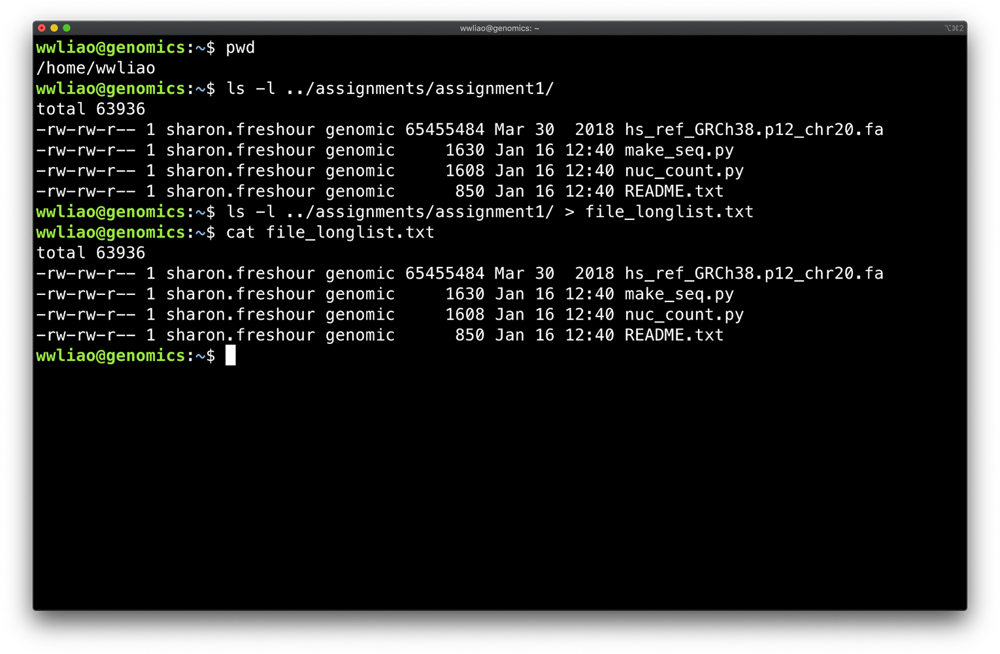 wwliao@genomics: ~
⌥⌘2
wwliao@genomics:~$ pwd
/home/wwliao
wwliao@genomics:~$ ls -l ../assignments/assignment1/
total 63936
-rw-rw-r-- 1 sharon.freshour genomic 65455484 Mar 30  2018 hs_ref_GRCh38.p12_chr20.fa
-rw-rw-r-- 1 sharon.freshour genomic     1630 Jan 16 12:40 make_seq.py
-rw-rw-r-- 1 sharon.freshour genomic     1608 Jan 16 12:40 nuc_count.py
-rw-rw-r-- 1 sharon.freshour genomic      850 Jan 16 12:40 README.txt
wwliao@genomics:~$ ls -l ../assignments/assignment1/ > file_longlist.txt
wwliao@genomics:~$ cat file_longlist.txt
total 63936
-rw-rw-r-- 1 sharon.freshour genomic 65455484 Mar 30  2018 hs_ref_GRCh38.p12_chr20.fa
-rw-rw-r-- 1 sharon.freshour genomic     1630 Jan 16 12:40 make_seq.py
-rw-rw-r-- 1 sharon.freshour genomic     1608 Jan 16 12:40 nuc_count.py
-rw-rw-r-- 1 sharon.freshour genomic      850 Jan 16 12:40 README.txt
wwliao@genomics:~$